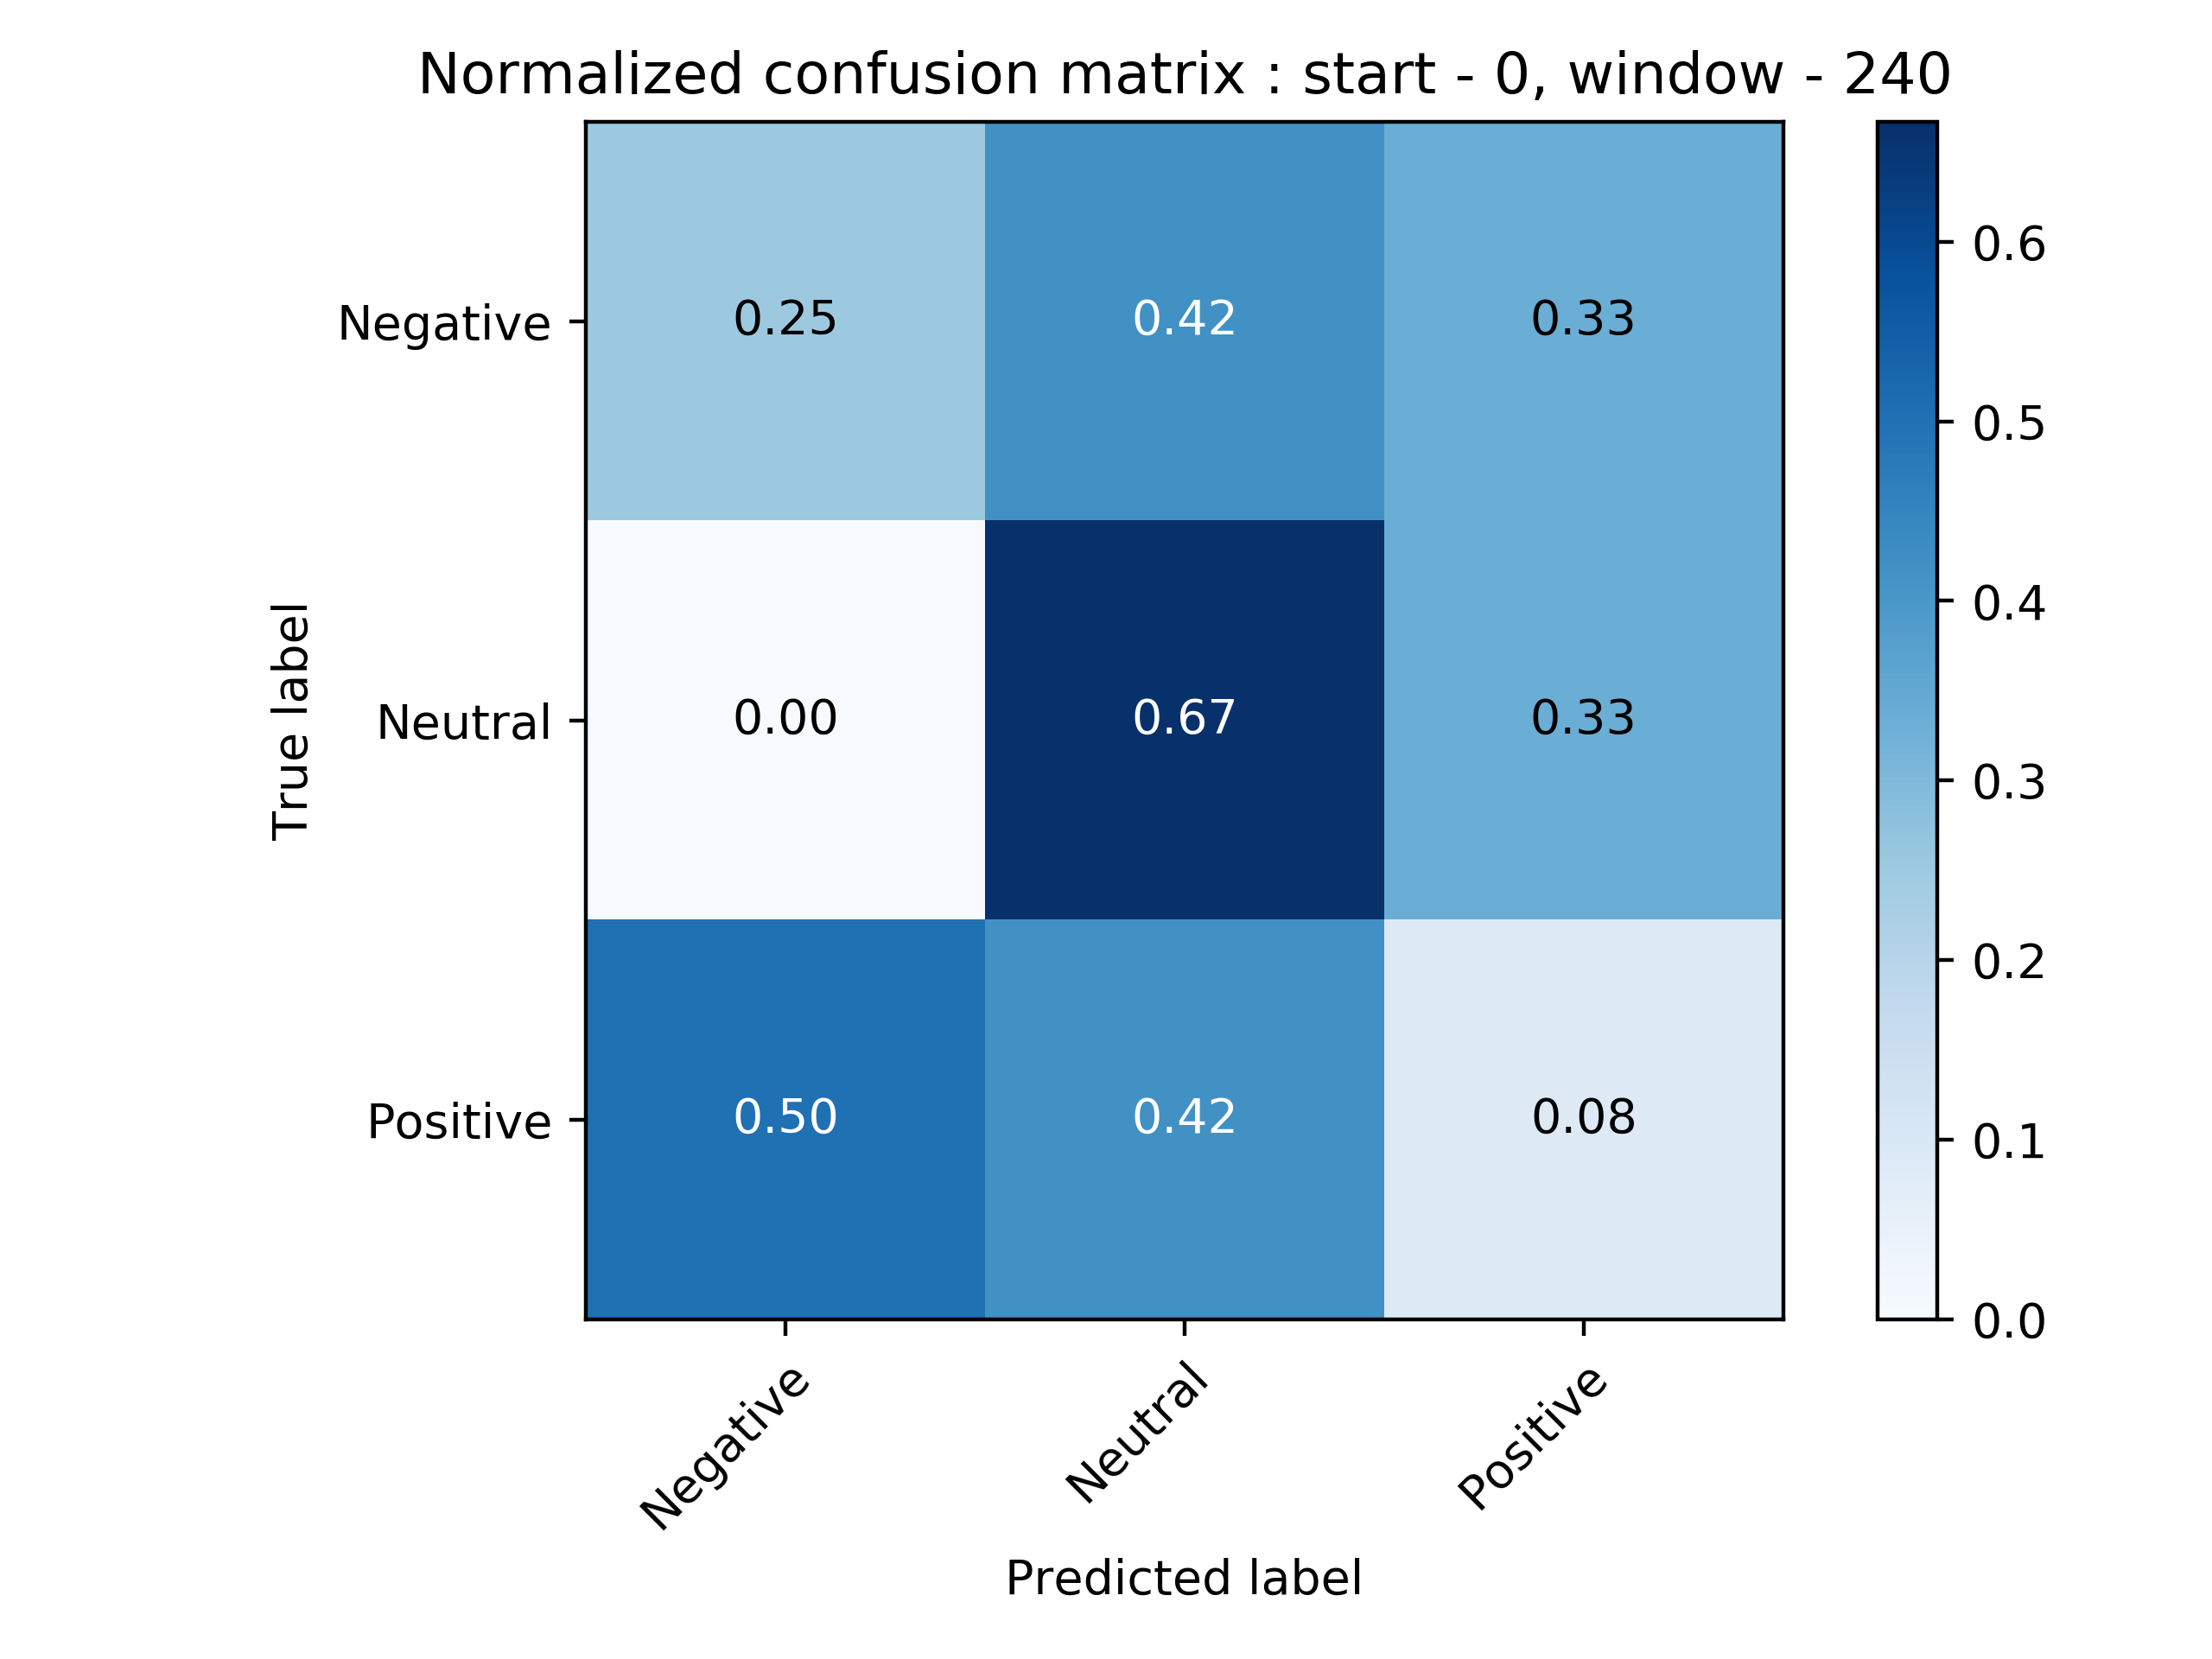 Normalized confusion matrix : start - 0, window - 240
True label
Negative
0.25
0.42
0.33
Neutral
0.00
0.67
0.33
Positive
0.50
0.42
0.08
Negative
Neutral
Positive
Predicted label
0.6
0.5
0.4
0.3
0.2
0.1
0.0